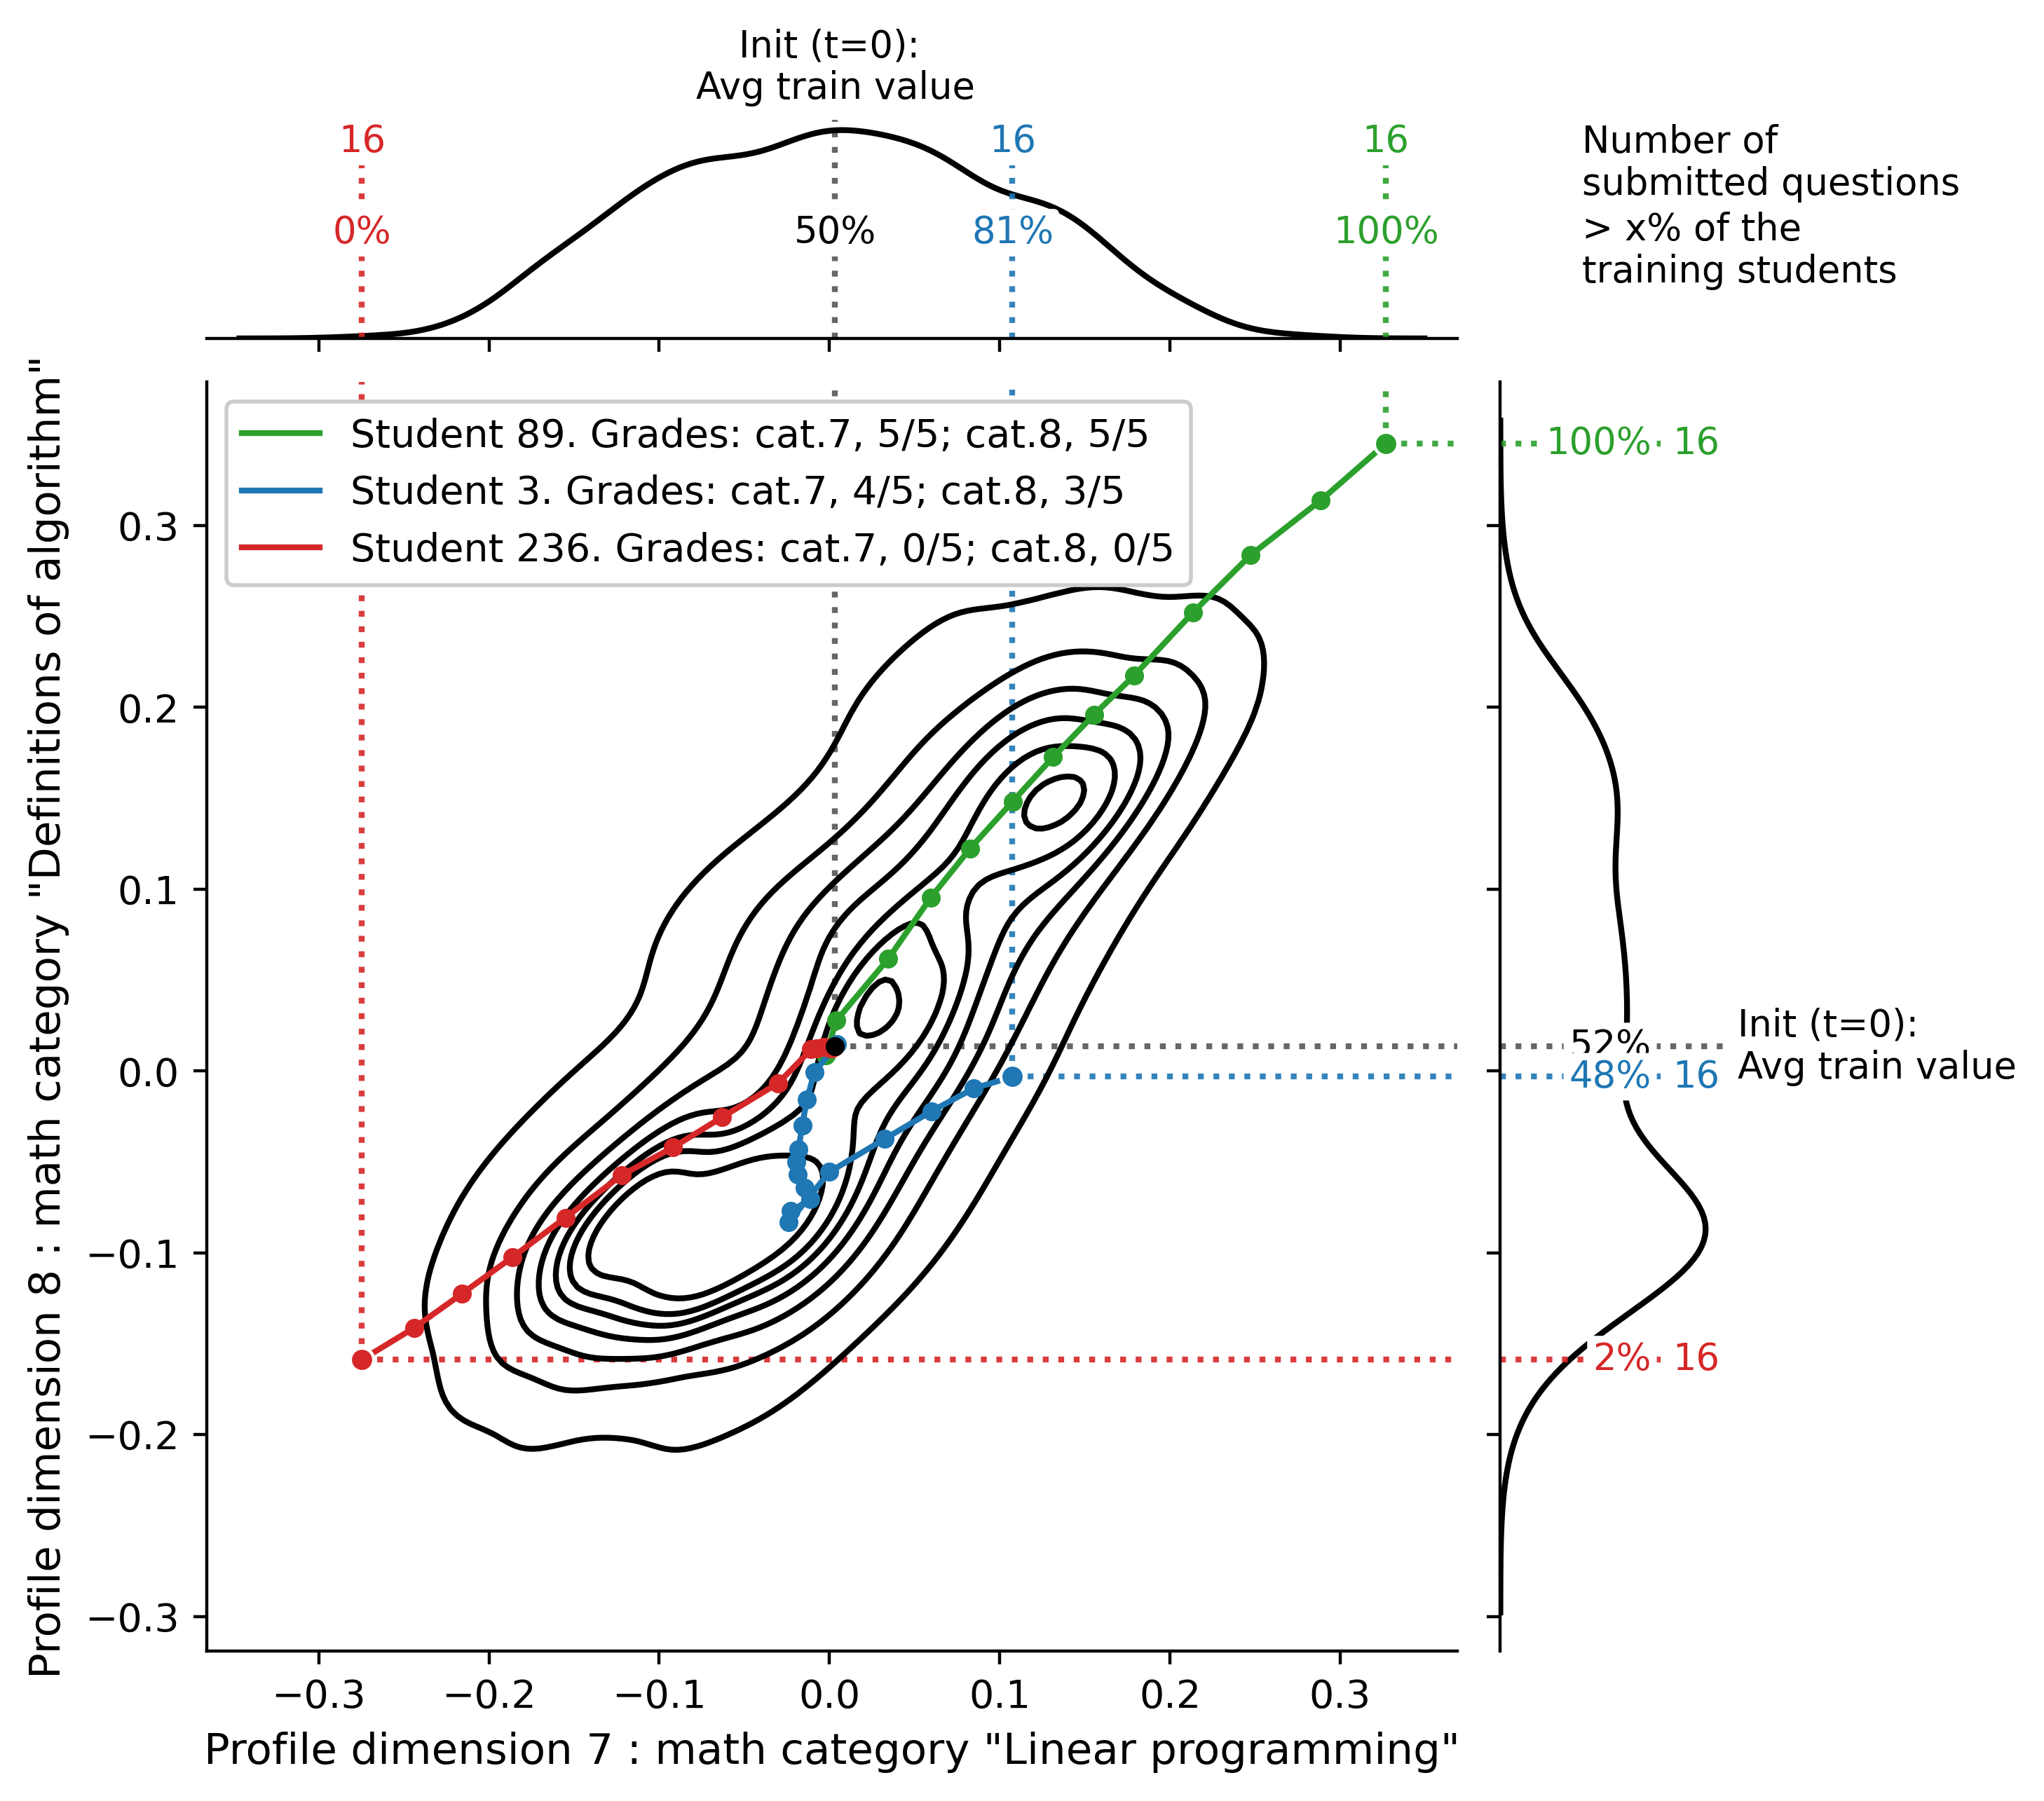 Init (t=0):
Avg train value
16
16
16
0%
50%
81%
100%
Number of
submitted questions
> x% of the
training students
Student 89. Grades: cat.7, 5/5; cat.8, 5/5
Student 3. Grades: cat.7, 4/5; cat.8, 3/5
Student 236. Grades: cat.7, 0/5; cat.8, 0/5
100%
16
52%
48%
16
Init (t=0):
Avg train value
2%
16
Profile dimension 8 : math category "Definitions of algorithm"
0.3
0.2
0.1
0.0
−0.1
−0.2
−0.3
−0.3
−0.2
−0.1
0.0
0.1
0.2
0.3
Profile dimension 7 : math category "Linear programming"